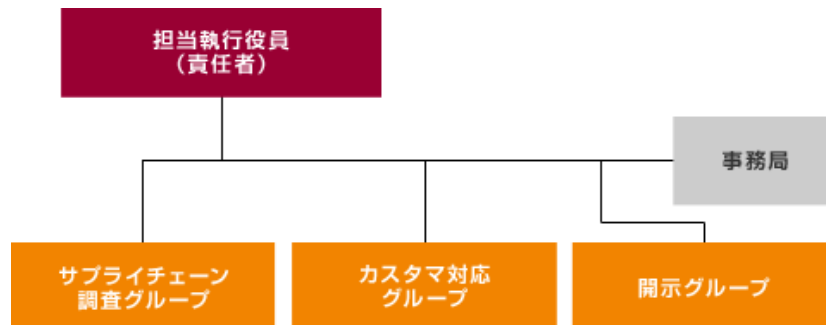 担当執行役員
（責任者）
事務局
サプライチェーン
調査グループ
カスタマ対応
グループ
開示グループ